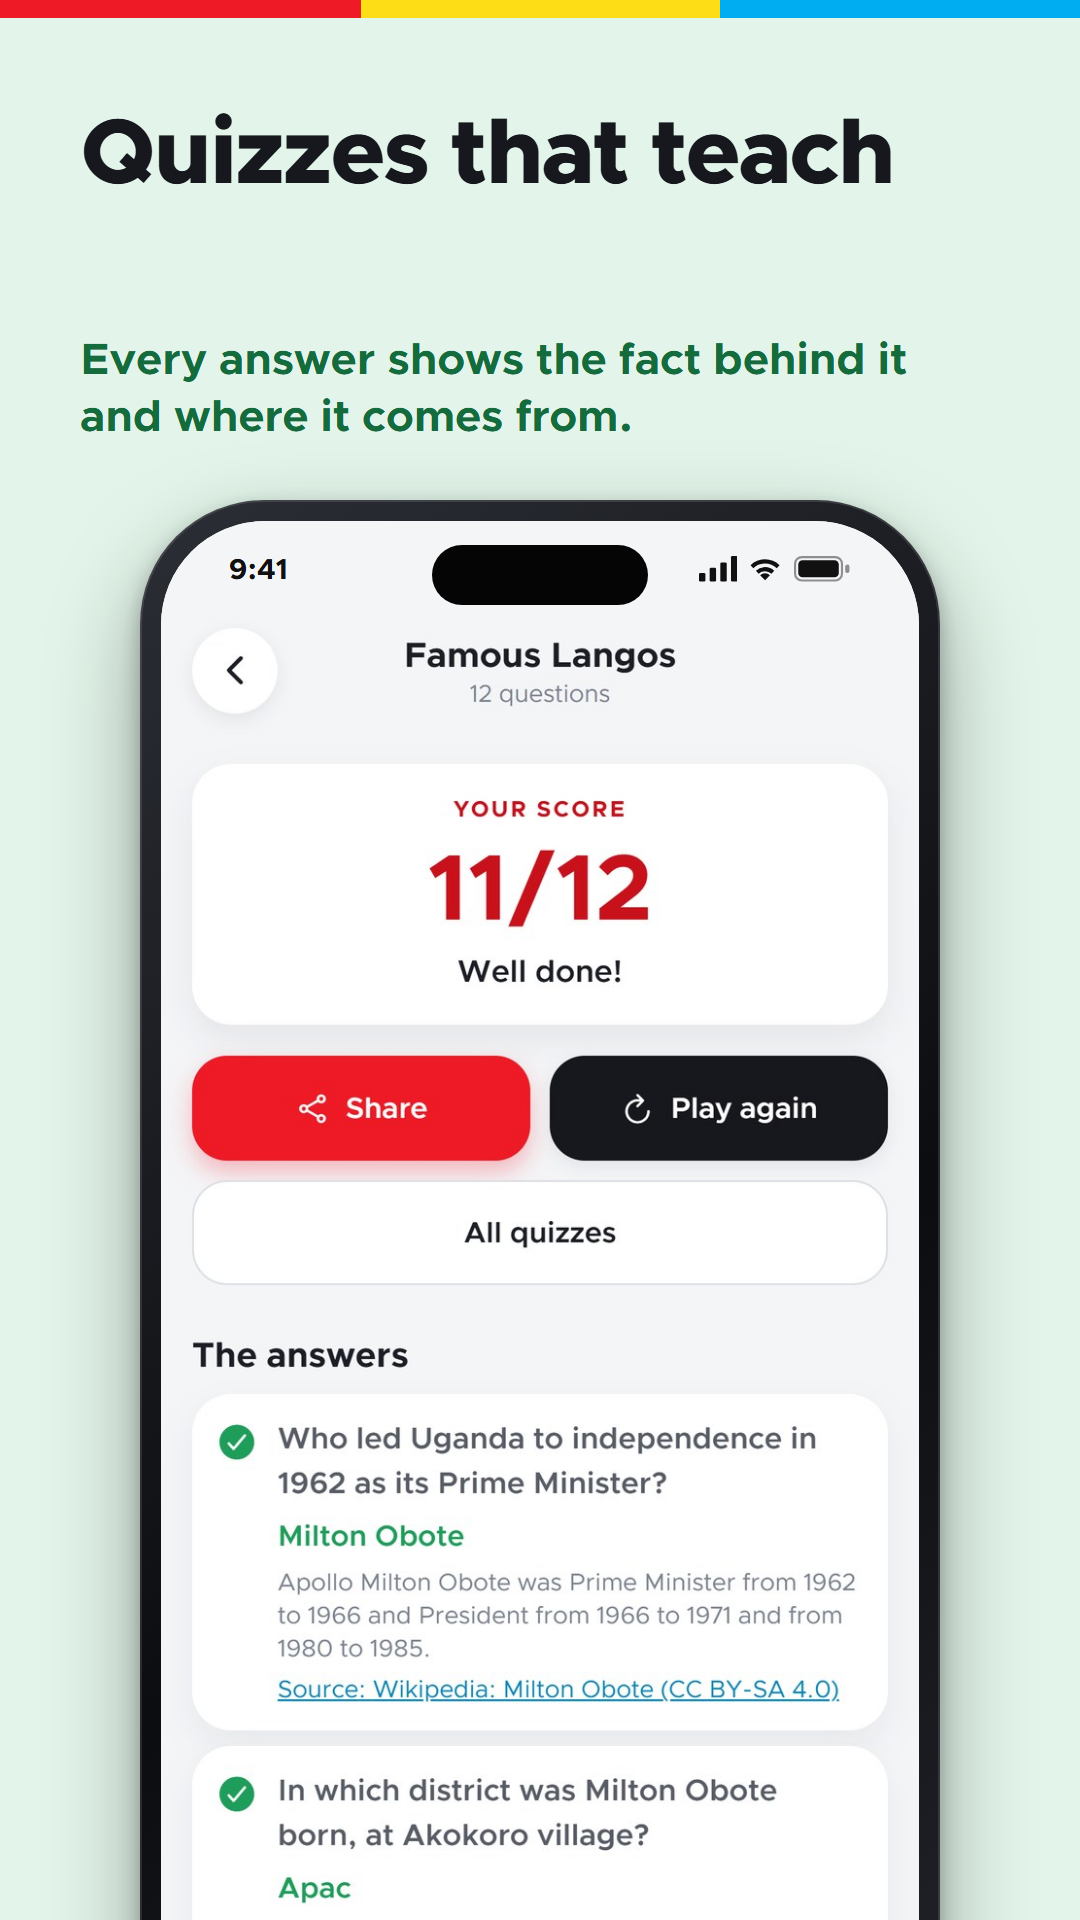 Quizzes that teach
Every answer shows the fact behind it
and where it comes from.
9:41
Famous Langos
12 questions
YOUR SCORE
11/12
Well done!
Share
Play again
All quizzes
The answers
Who led Uganda to independence in
1962 as its Prime Minister?
Milton Obote
Apollo Milton Obote was Prime Minister from 1962
to 1966 and President from 1966 to 1971 and from
1980 to 1985.
Source: Wikipedia: Milton Obote (CC BY-SA 4.0)
In which district was Milton Obote
born, at Akokoro village?
Apac